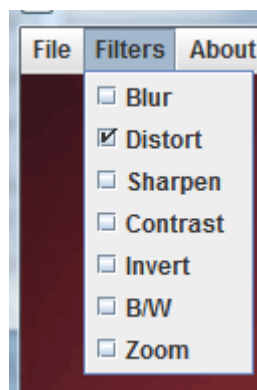 File Filters About
Blur
Distort
Sharpen
Contrast
Invert
B/W
Zoom